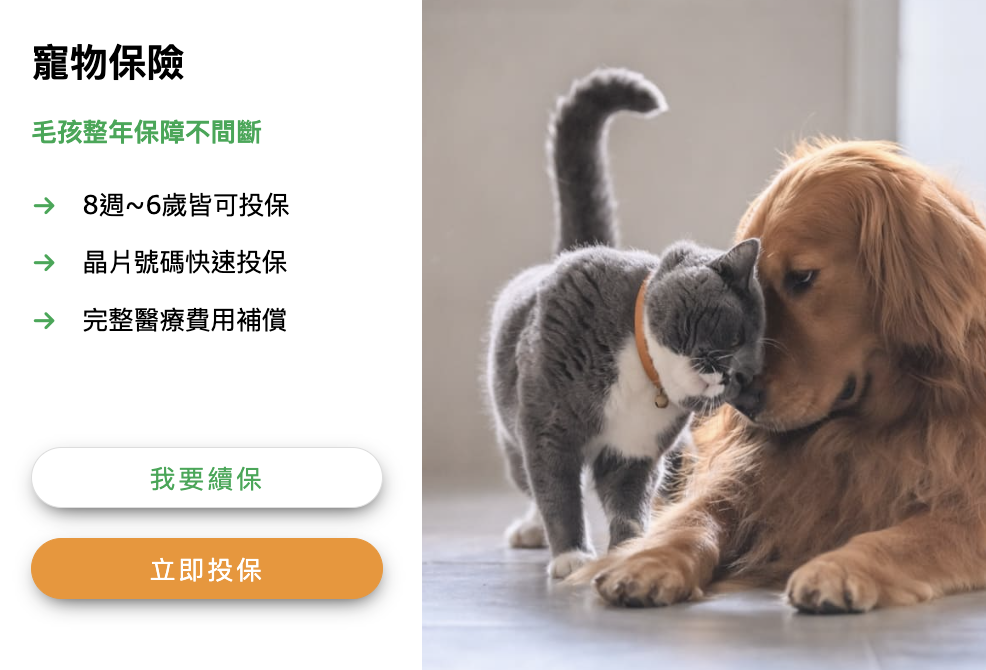 寵物保險
毛孩整年保障不間斷
8週~6歲皆可投保
晶片號碼快速投保
完整醫療費用補償
我要續保
立即投保